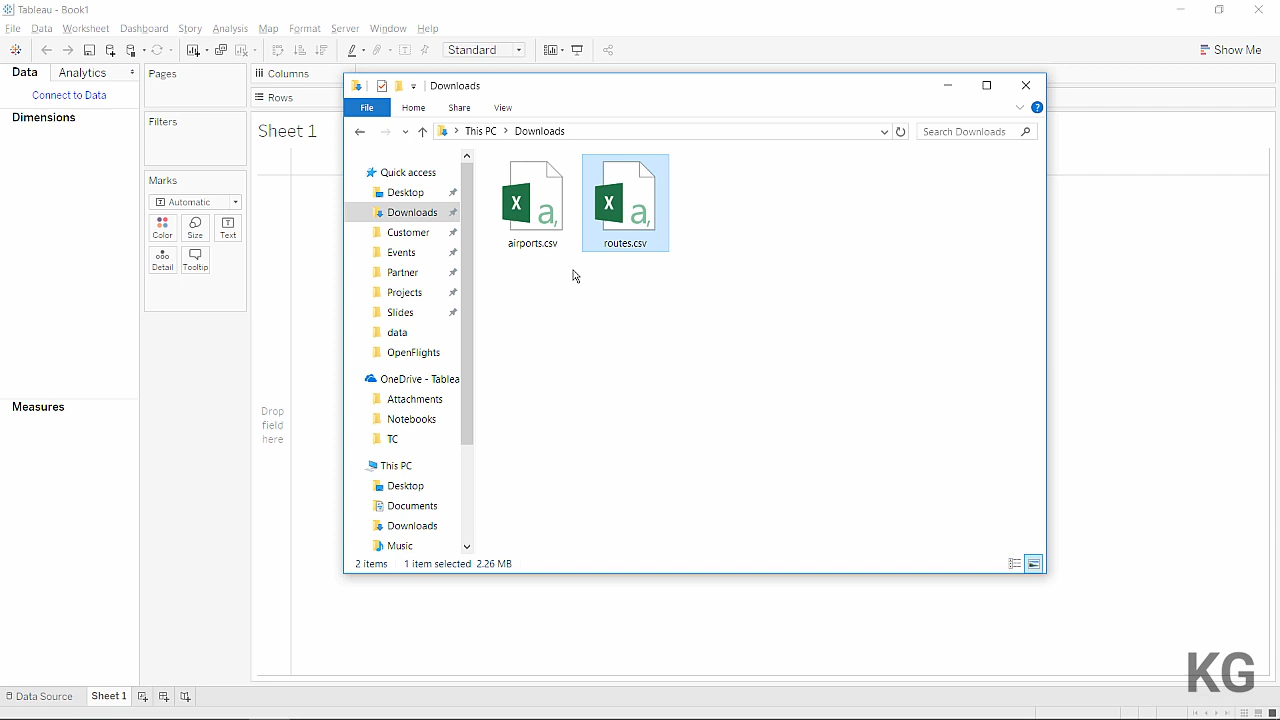 Tableau - Book1
File Data Worksheet Dashboard Story Analysis Map Format Server Window Help
Standard
Show Me
Data Analytics
Connect to Data
Dimensions
Measures
Pages
Filters
Marks
Automatic
Color Size Text
Detail Tooltip
Columns
Rows
Sheet 1
Drop
field
here
Downloads
File Home Share View
This PC Downloads
Search Downloads
Quick access
Desktop
Downloads
Customer
Events
Partner
Projects
Slides
data
OpenFlights
OneDrive - Tablea
Attachments
Notebooks
TC
This PC
Desktop
Documents
Downloads
Music
X a,
airports.csv
X a,
routes.csv
2 items 1 item selected 2.26 MB
KG
Data Source Sheet 1